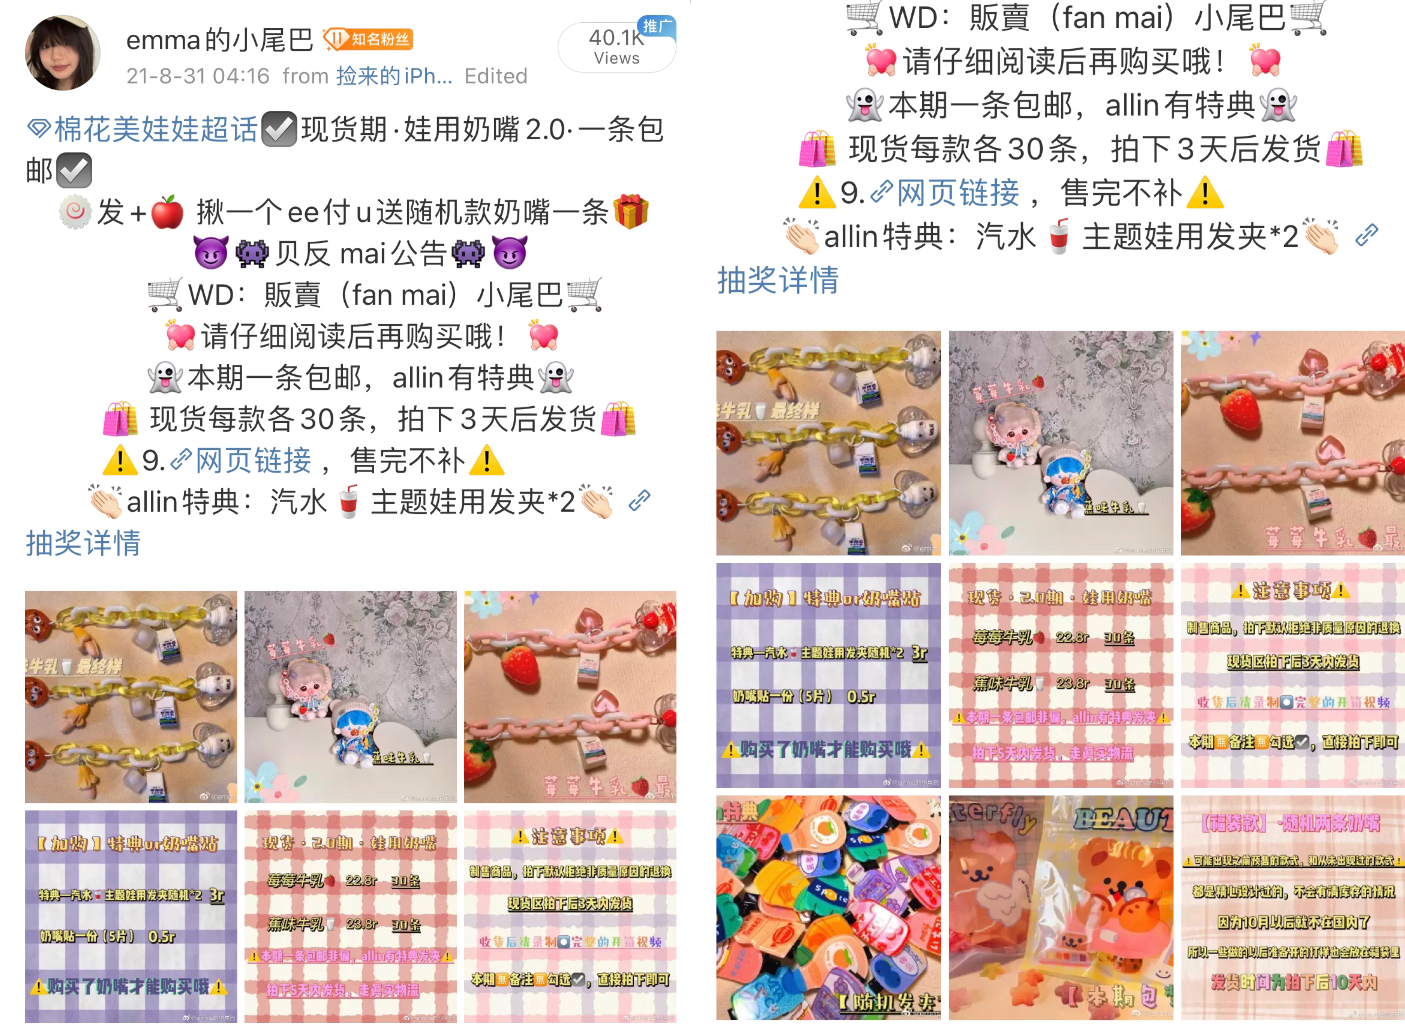 emma的小尾巴 知名粉丝
40.1K
Views
推广
21-8-31 04:16 from 捡来的iPh... Edited
棉花美娃娃超话☑️现货期·娃用奶嘴2.0·一条包
邮☑️
🍥发+🍎 揪一个ee付u送随机款奶嘴一条🎁
😈👾贝反 mai公告👾😈
🛒WD：販賣（fan mai）小尾巴🛒
💘请仔细阅读后再购买哦！💘
👻本期一条包邮，allin有特典👻
🛍️ 现货每款各30条，拍下3天后发货🛍️
⚠️9.网页链接 ，售完不补⚠️
👏🏻allin特典：汽水🥤主题娃用发夹*2👏🏻
抽奖详情
牛乳🥛最终样
莓莓牛乳🍓
蕉味牛乳🥛
莓莓牛乳🍓最
【加购】特典or奶嘴贴
特典—汽水🥤主题娃用发夹随机*2 3r
奶嘴贴一份（5片） 0.5r
⚠️购买了奶嘴才能购买哦⚠️
现货·2.0期·娃用奶嘴
莓莓牛乳🍓 22.8r 30条
蕉味牛乳🥛 23.8r 30条
⚠️本期一条包邮非偏，allin有特典发夹⚠️
拍下5天内发货，走真实物流
⚠️注意事项⚠️
制售商品，拍下默认拒绝非质量原因的退换
现货区拍下后3天内发货
收货后请录制⏺️完整的开箱视频
本期🈚备注🈚勾选☑️，直接拍下即可
🛒WD：販賣（fan mai）小尾巴🛒
💘请仔细阅读后再购买哦！💘
👻本期一条包邮，allin有特典👻
🛍️ 现货每款各30条，拍下3天后发货🛍️
⚠️9.网页链接 ，售完不补⚠️
👏🏻allin特典：汽水🥤主题娃用发夹*2👏🏻
抽奖详情
牛乳🥛最终样
莓莓牛乳🍓
蕉味牛乳🥛
莓莓牛乳🍓最
【加购】特典or奶嘴贴
特典—汽水🥤主题娃用发夹随机*2 3r
奶嘴贴一份（5片） 0.5r
⚠️购买了奶嘴才能购买哦⚠️
现货·2.0期·娃用奶嘴
莓莓牛乳🍓 22.8r 30条
蕉味牛乳🥛 23.8r 30条
⚠️本期一条包邮非偏，allin有特典发夹⚠️
拍下5天内发货，走真实物流
⚠️注意事项⚠️
制售商品，拍下默认拒绝非质量原因的退换
现货区拍下后3天内发货
收货后请录制⏺️完整的开箱视频
本期🈚备注🈚勾选☑️，直接拍下即可
特典
【随机发夹
terfly
BEAUT
【本期包
【福袋款】·随机两条奶嘴
⚠️可能出现之前预售的款式，和从未出现过的款式⚠️
都是精心设计过的，不会有清库存的情况
因为10月以后就不在国内了
所以一些做的以后准备开的打样也会放在福袋里
发货时间为拍下后10天内